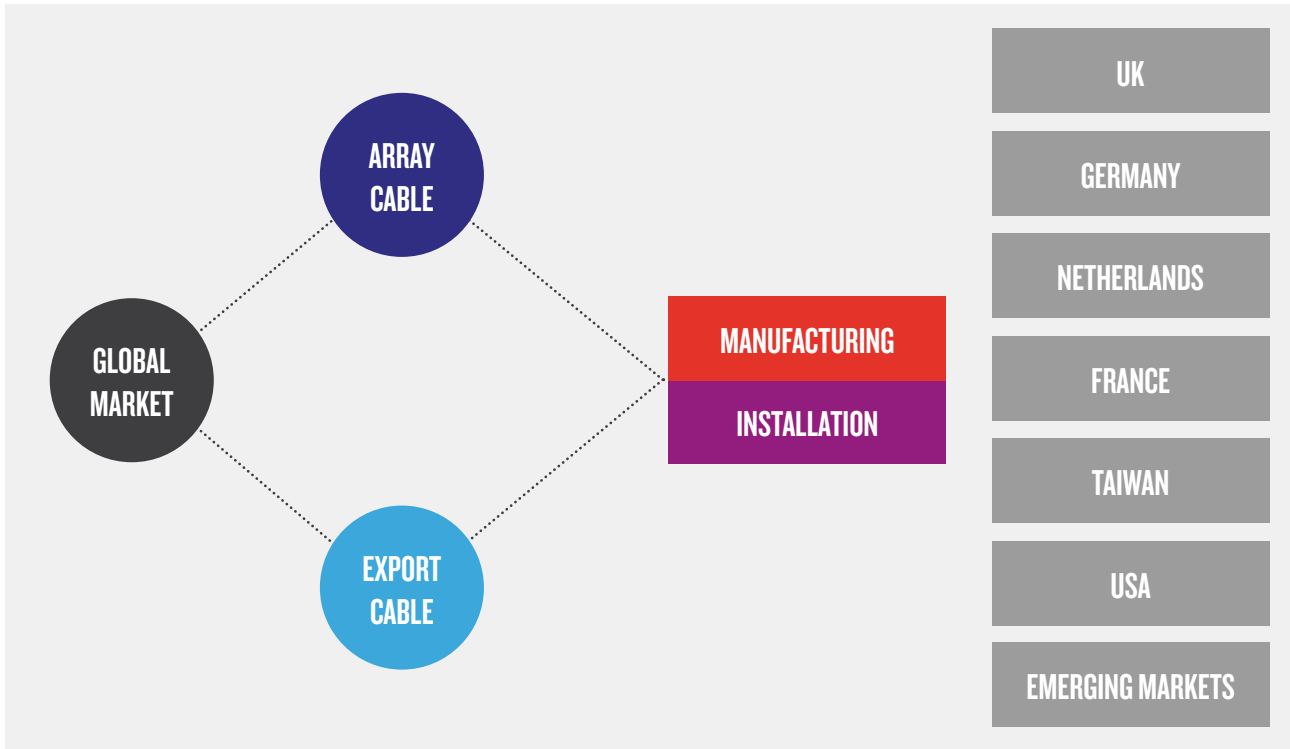 GLOBAL
MARKET
ARRAY
CABLE
EXPORT
CABLE
MANUFACTURING
INSTALLATION
UK
GERMANY
NETHERLANDS
FRANCE
TAIWAN
USA
EMERGING MARKETS